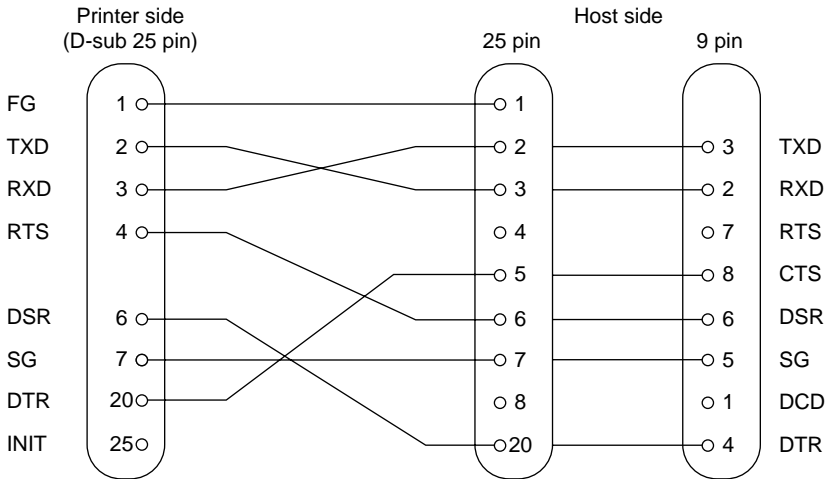 Printer side Host side
(D-sub 25 pin) 25 pin 9 pin
FG 1 1
TXD 2 2 3 TXD
RXD 3 3 2 RXD
RTS 4 4 7 RTS
5 8 CTS
DSR 6 6 6 DSR
SG 7 7 5 SG
DTR 20 8 1 DCD
INIT 25 20 4 DTR